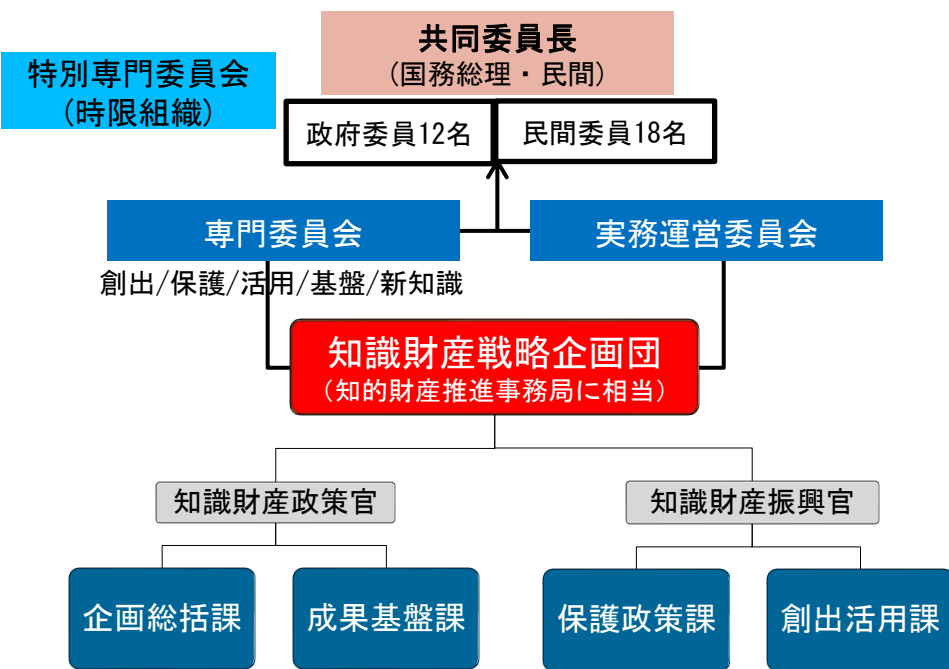 共同委員長
(国務総理・民間)
特別専門委員会
(時限組織)
政府委員12名
民間委員18名
専門委員会
実務運営委員会
創出/保護/活用/基盤/新知識
知識財産戦略企画団
(知的財産推進事務局に相当)
知識財産政策官
知識財産振興官
企画総括課
成果基盤課
保護政策課
創出活用課